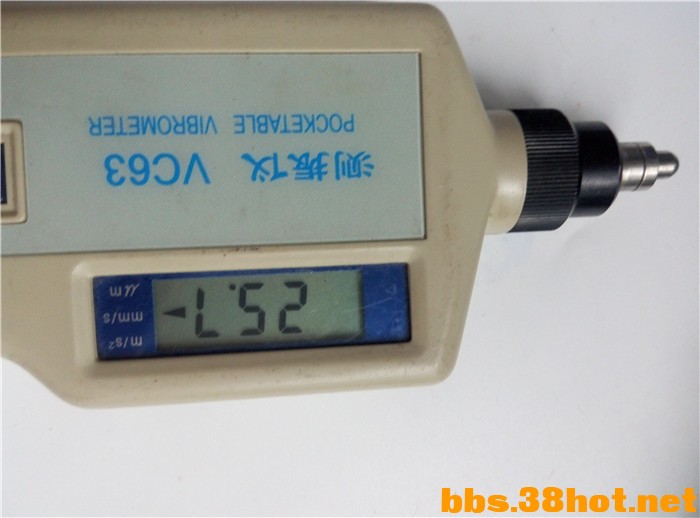 25.7
m/s²
mm/s
μm
测振仪 VC63
POCKETABLE VIBROMETER
bbs.38hot.net